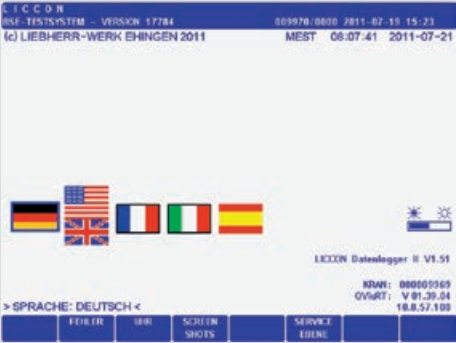 LICCON
BSE-TESTSYSTEM - VERSION 17784 009970/0000 2011-07-19 15:23
(c) LIEBHERR-WERK EHINGEN 2011 MEST 08:07:41 2011-07-21
LICCON Datenlogger II V1.51
KRAN: 000009969
OVisRT: V 01.39.04
10.0.57.100
> SPRACHE: DEUTSCH <
FEHLER UHR SCREEN SHOTS SERVICE EBENE